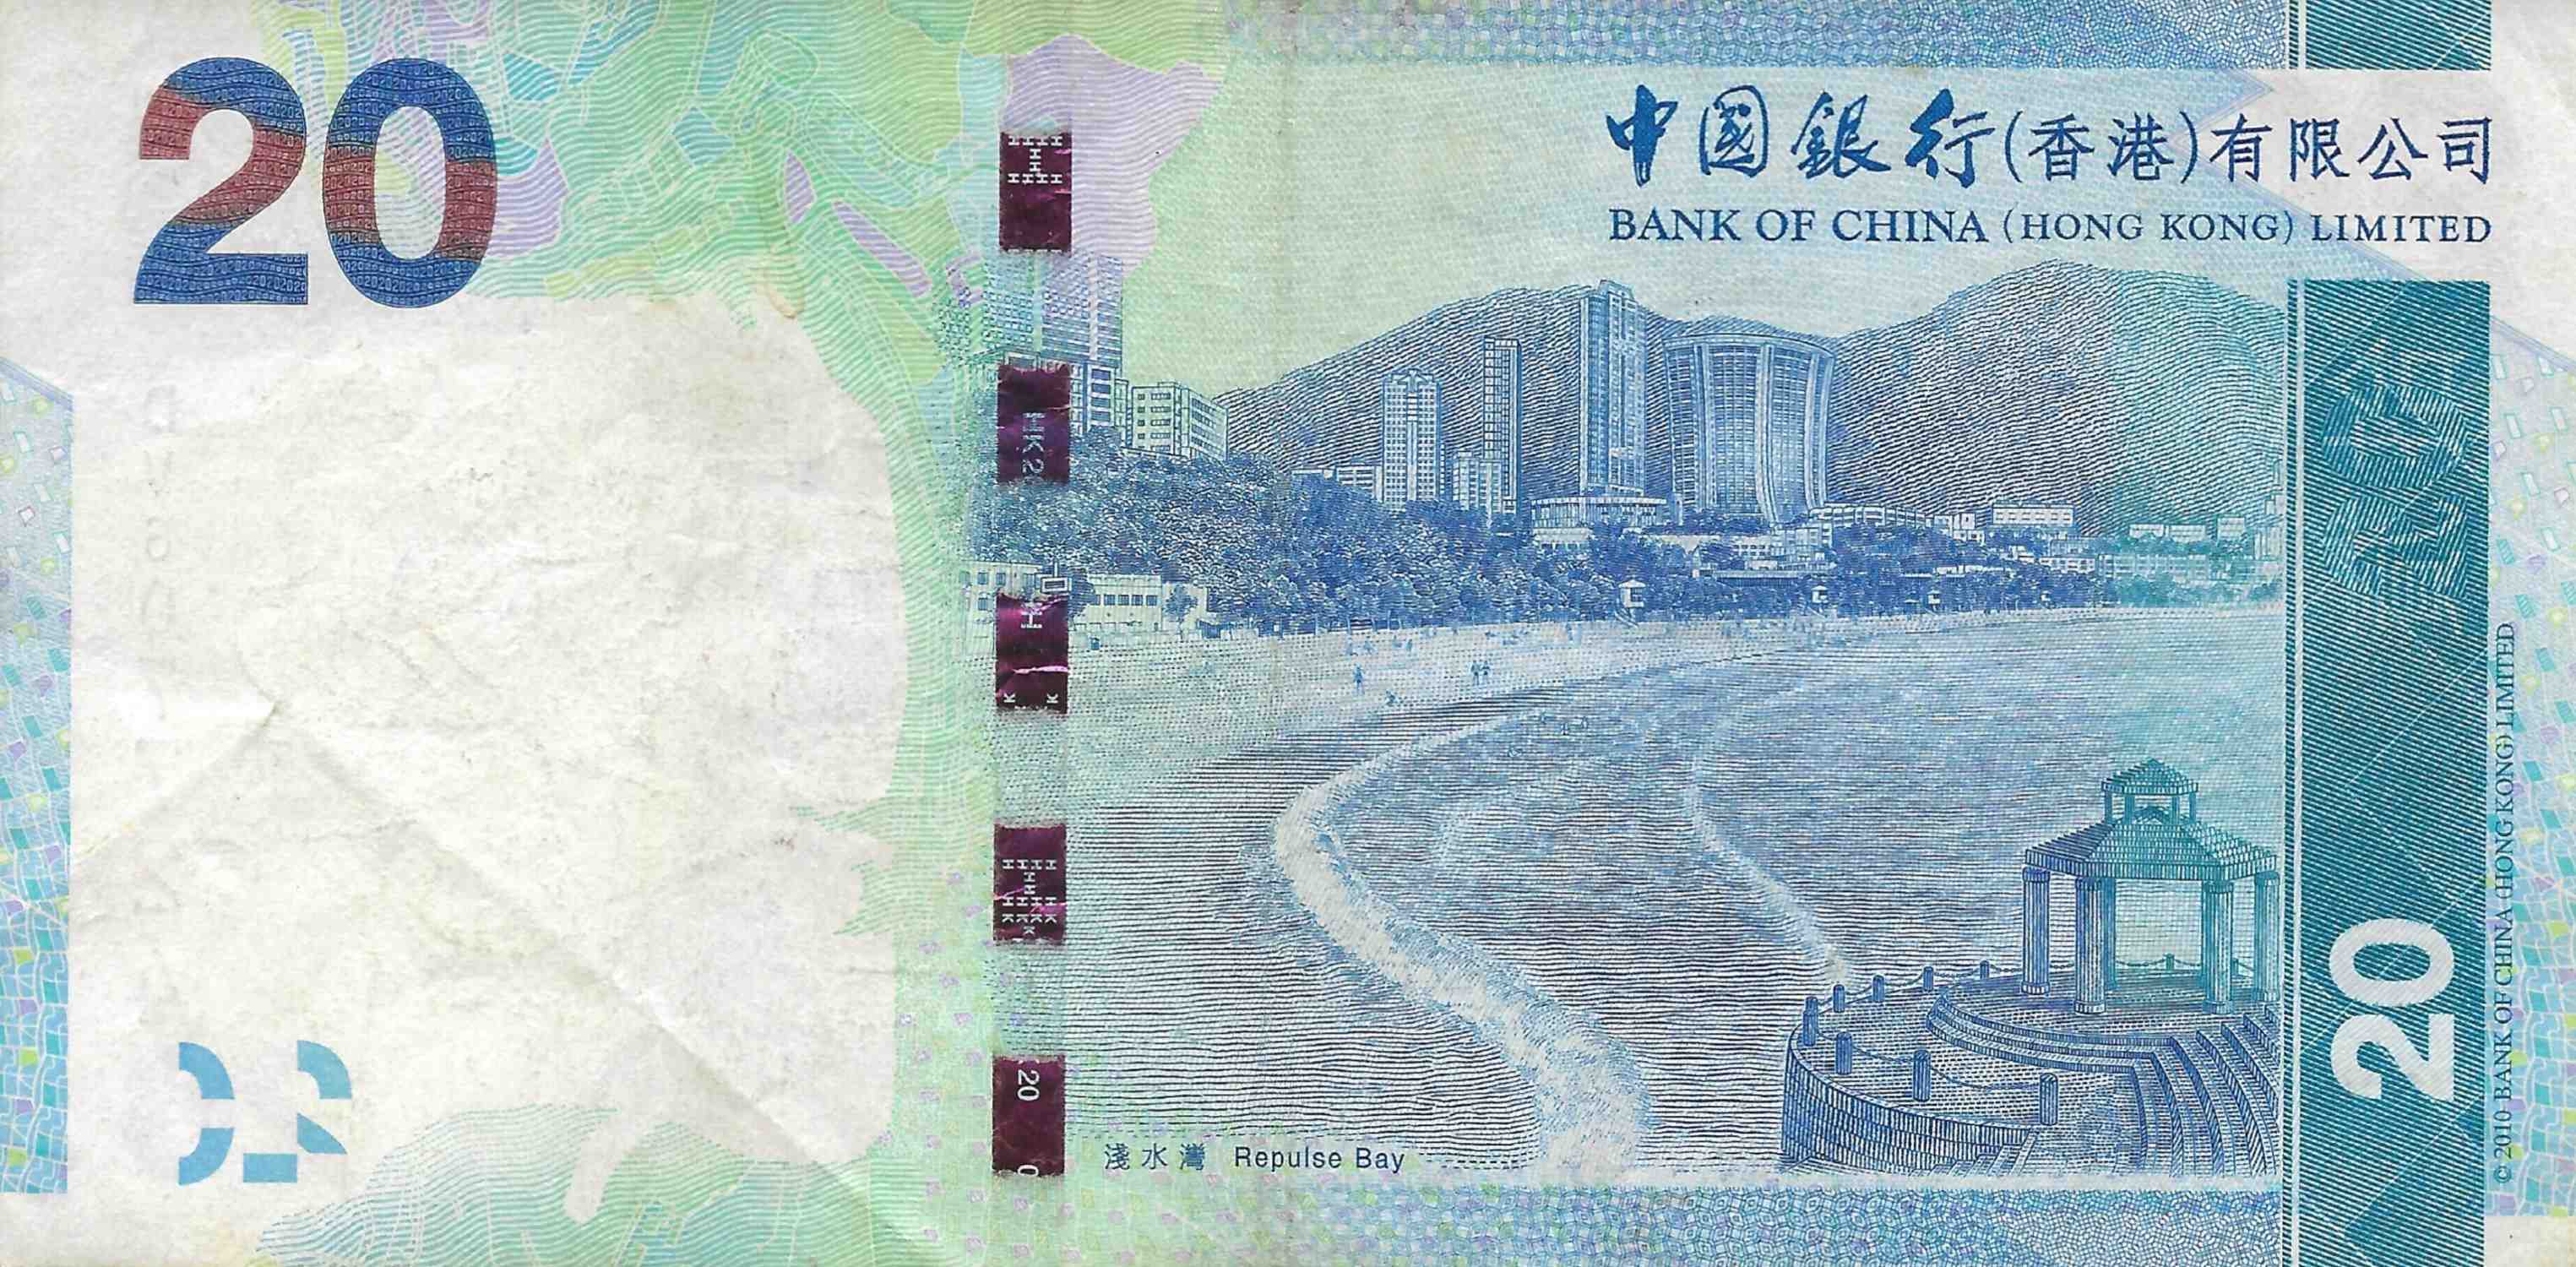 20
中國銀行(香港)有限公司
BANK OF CHINA (HONG KONG) LIMITED
HK2
20
淺水灣 Repulse Bay
20
© 2010 BANK OF CHINA (HONG KONG) LIMITED